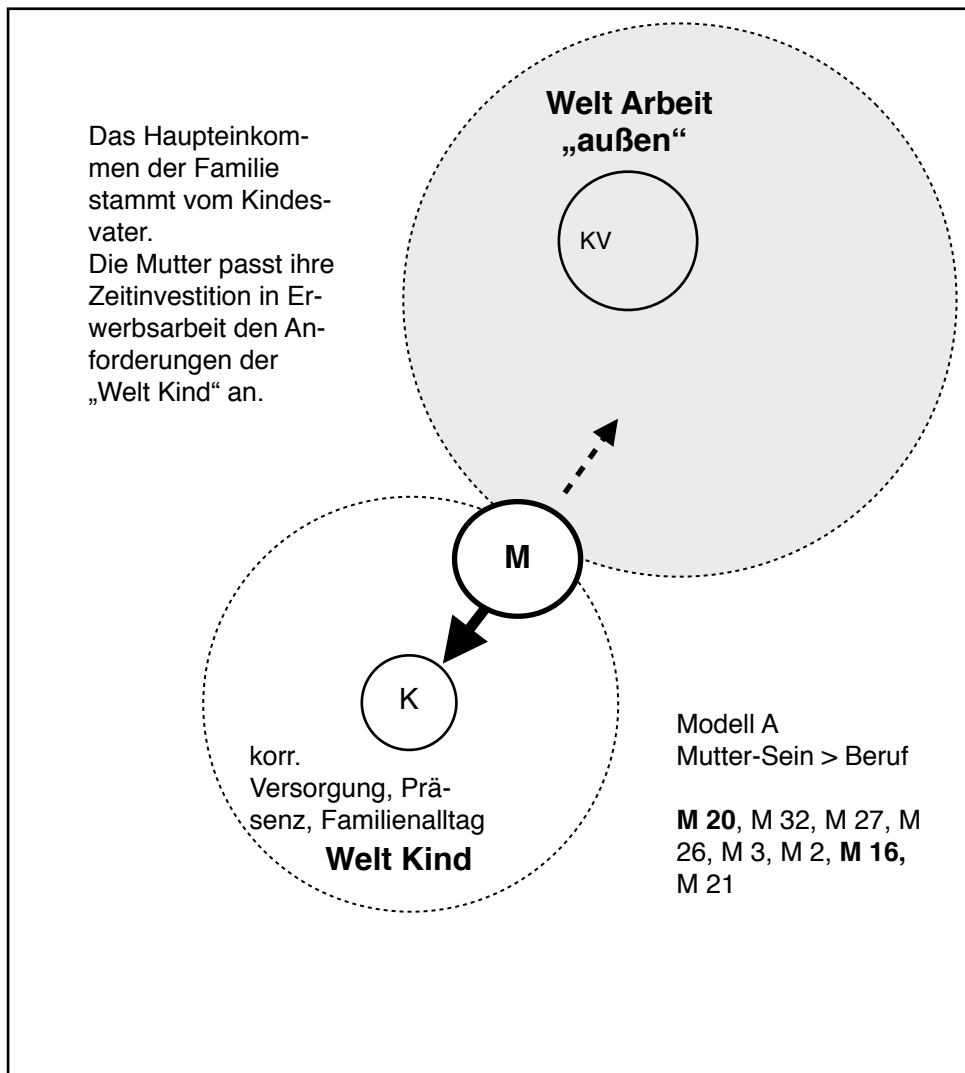 Welt Arbeit
„außen“
Das Haupteinkom-
men der Familie
stammt vom Kindes-
vater.
Die Mutter passt ihre
Zeitinvestition in Er-
werbsarbeit den An-
forderungen der
„Welt Kind“ an.
KV
M
K
korr.
Versorgung, Prä-
senz, Familienalltag
Welt Kind
Modell A
Mutter-Sein > Beruf
M 20, M 32, M 27, M
26, M 3, M 2, M 16,
M 21